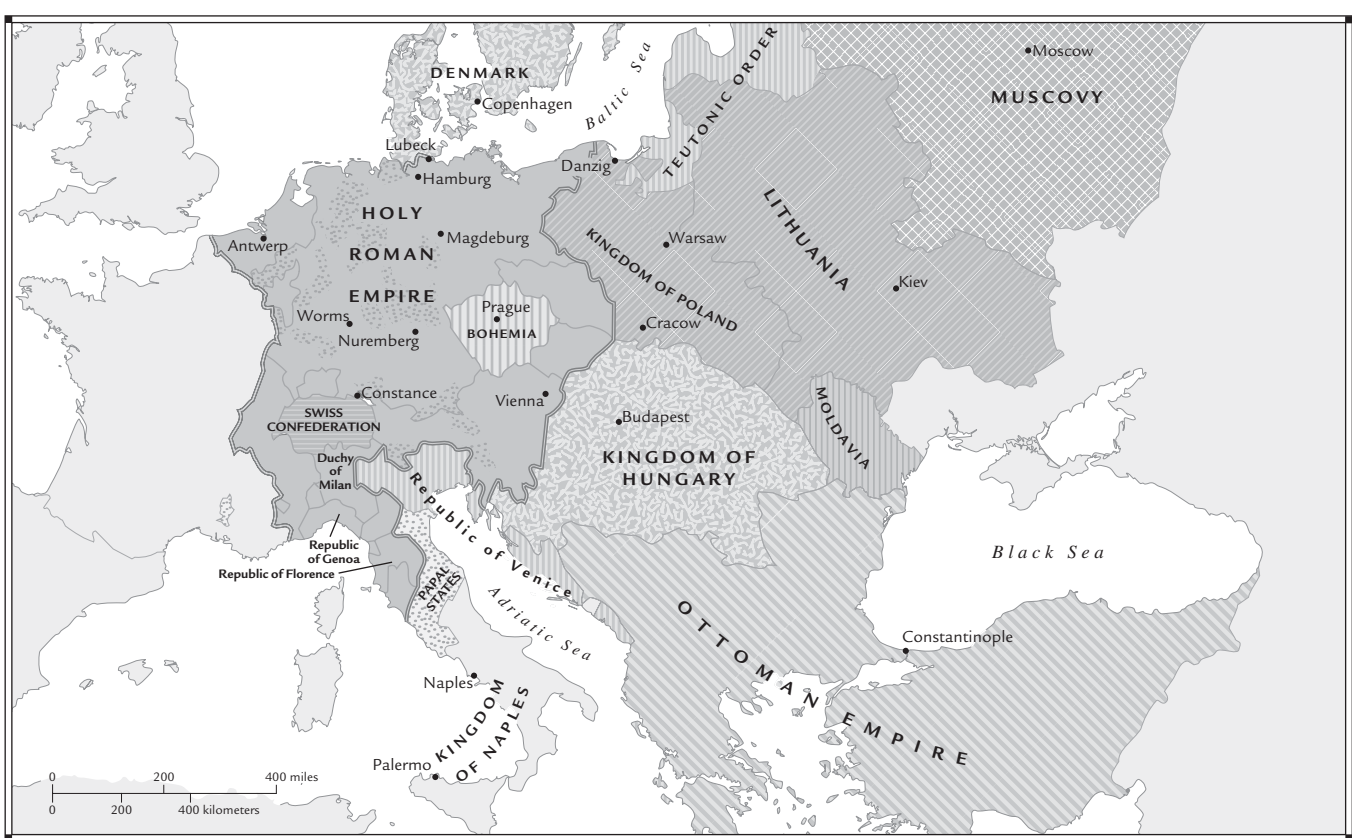 Moscow
MUSCOVY
DENMARK
Copenhagen
Baltic Sea
TEUTONIC ORDER
Lubeck
Hamburg
Danzig
HOLY
ROMAN
EMPIRE
Antwerp
Magdeburg
LITHUANIA
KINGDOM OF POLAND
Warsaw
Kiev
Worms
Nuremberg
Prague
BOHEMIA
Cracow
Constance
Vienna
SWISS
CONFEDERATION
Budapest
KINGDOM OF
HUNGARY
MOLDAVIA
Duchy
of
Milan
Republic of Venice
Republic
of Genoa
Republic of Florence
PAPAL
STATES
Adriatic Sea
Black Sea
OTTOMAN EMPIRE
Constantinople
Naples
KINGDOM
OF NAPLES
Palermo
0 200 400 miles
0 200 400 kilometers